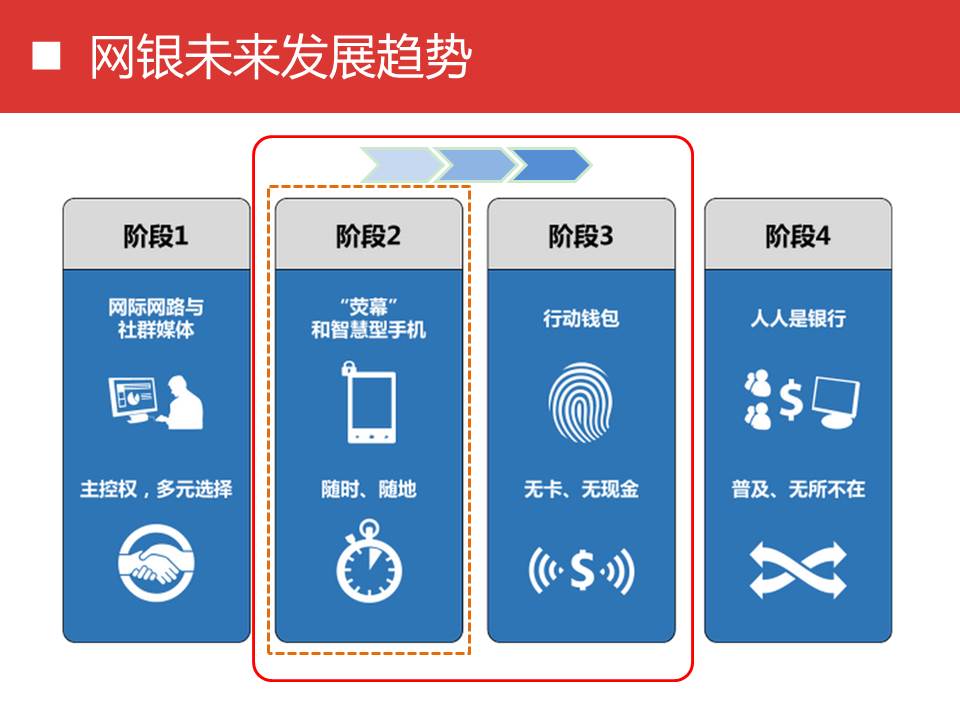 网银未来发展趋势
阶段1
网际网路与
社群媒体
主控权，多元选择
阶段2
“荧幕”
和智慧型手机
随时、随地
阶段3
行动钱包
无卡、无现金
$
阶段4
人人是银行
$
普及、无所不在